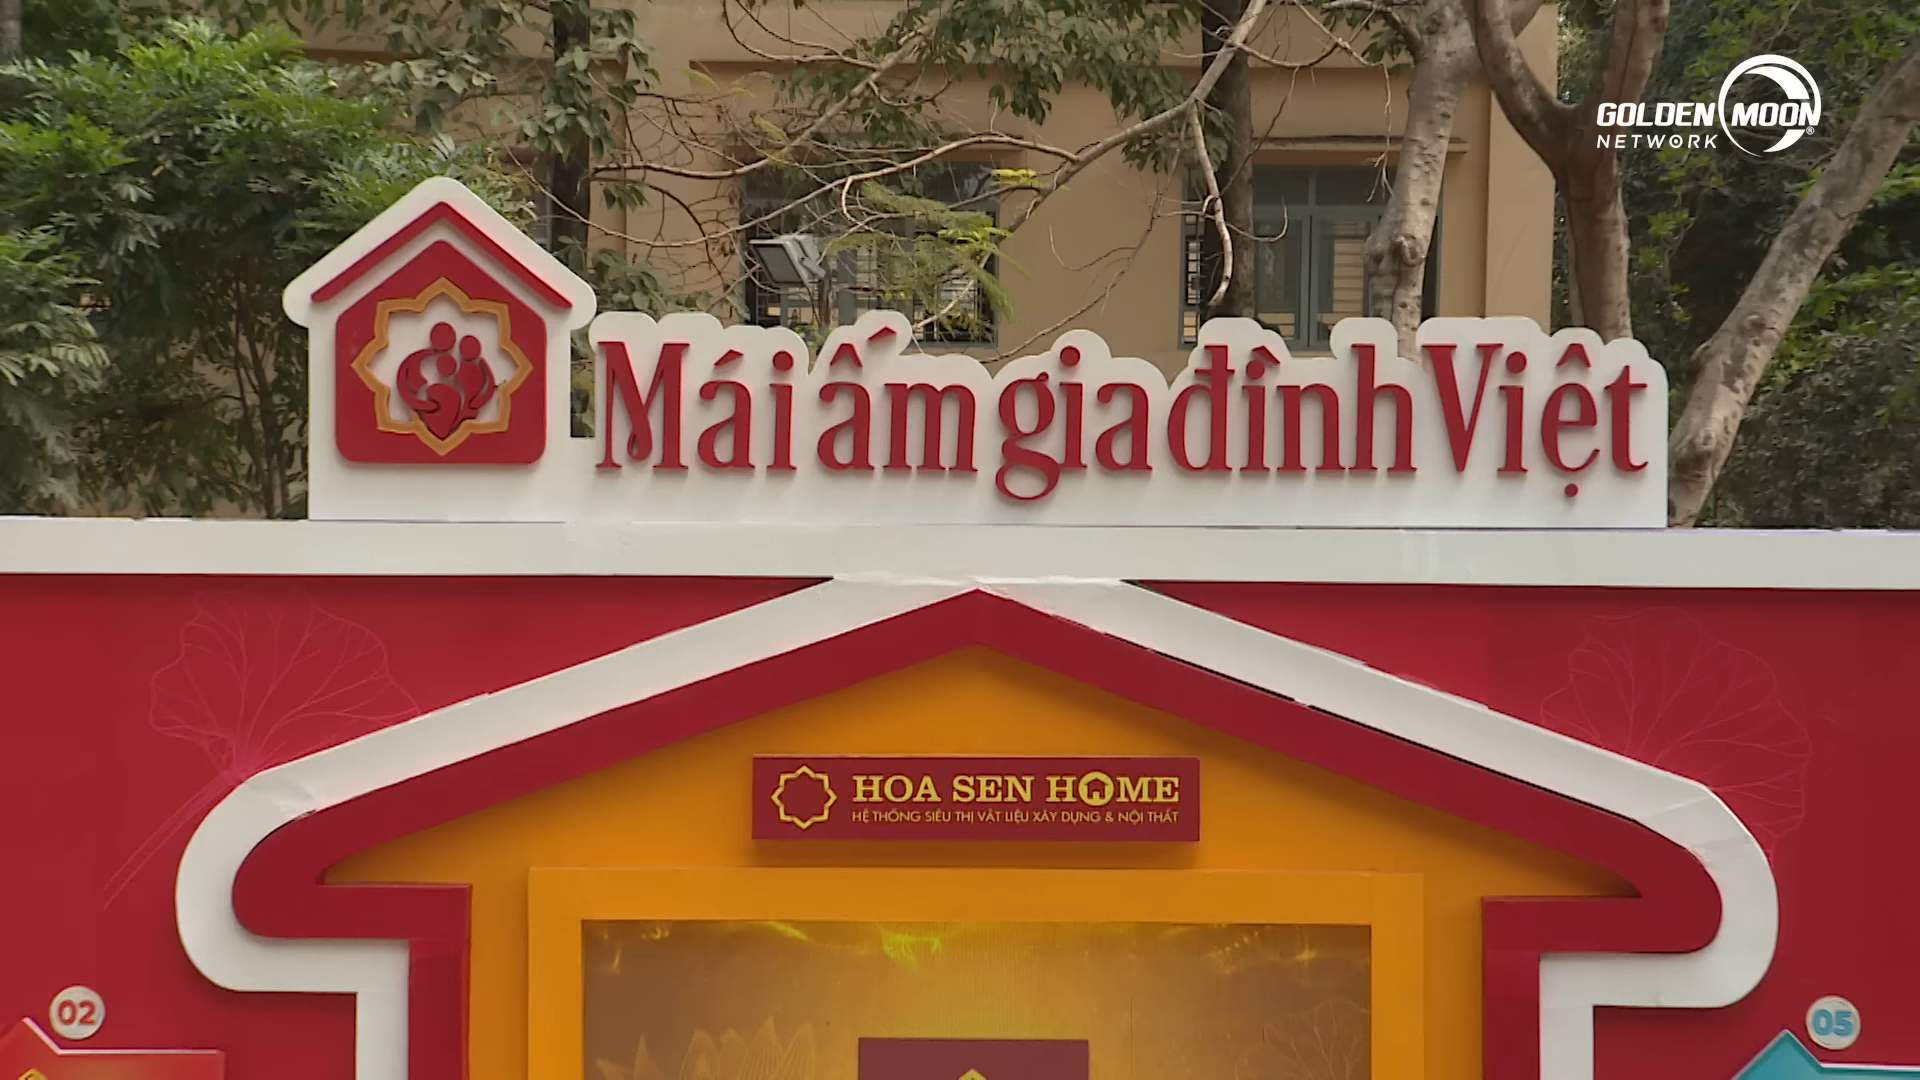 GOLDEN MOON
NETWORK
Mái ấm gia đình Việt
HOA SEN HOME
HỆ THỐNG SIÊU THỊ VẬT LIỆU XÂY DỰNG & NỘI THẤT
02
05